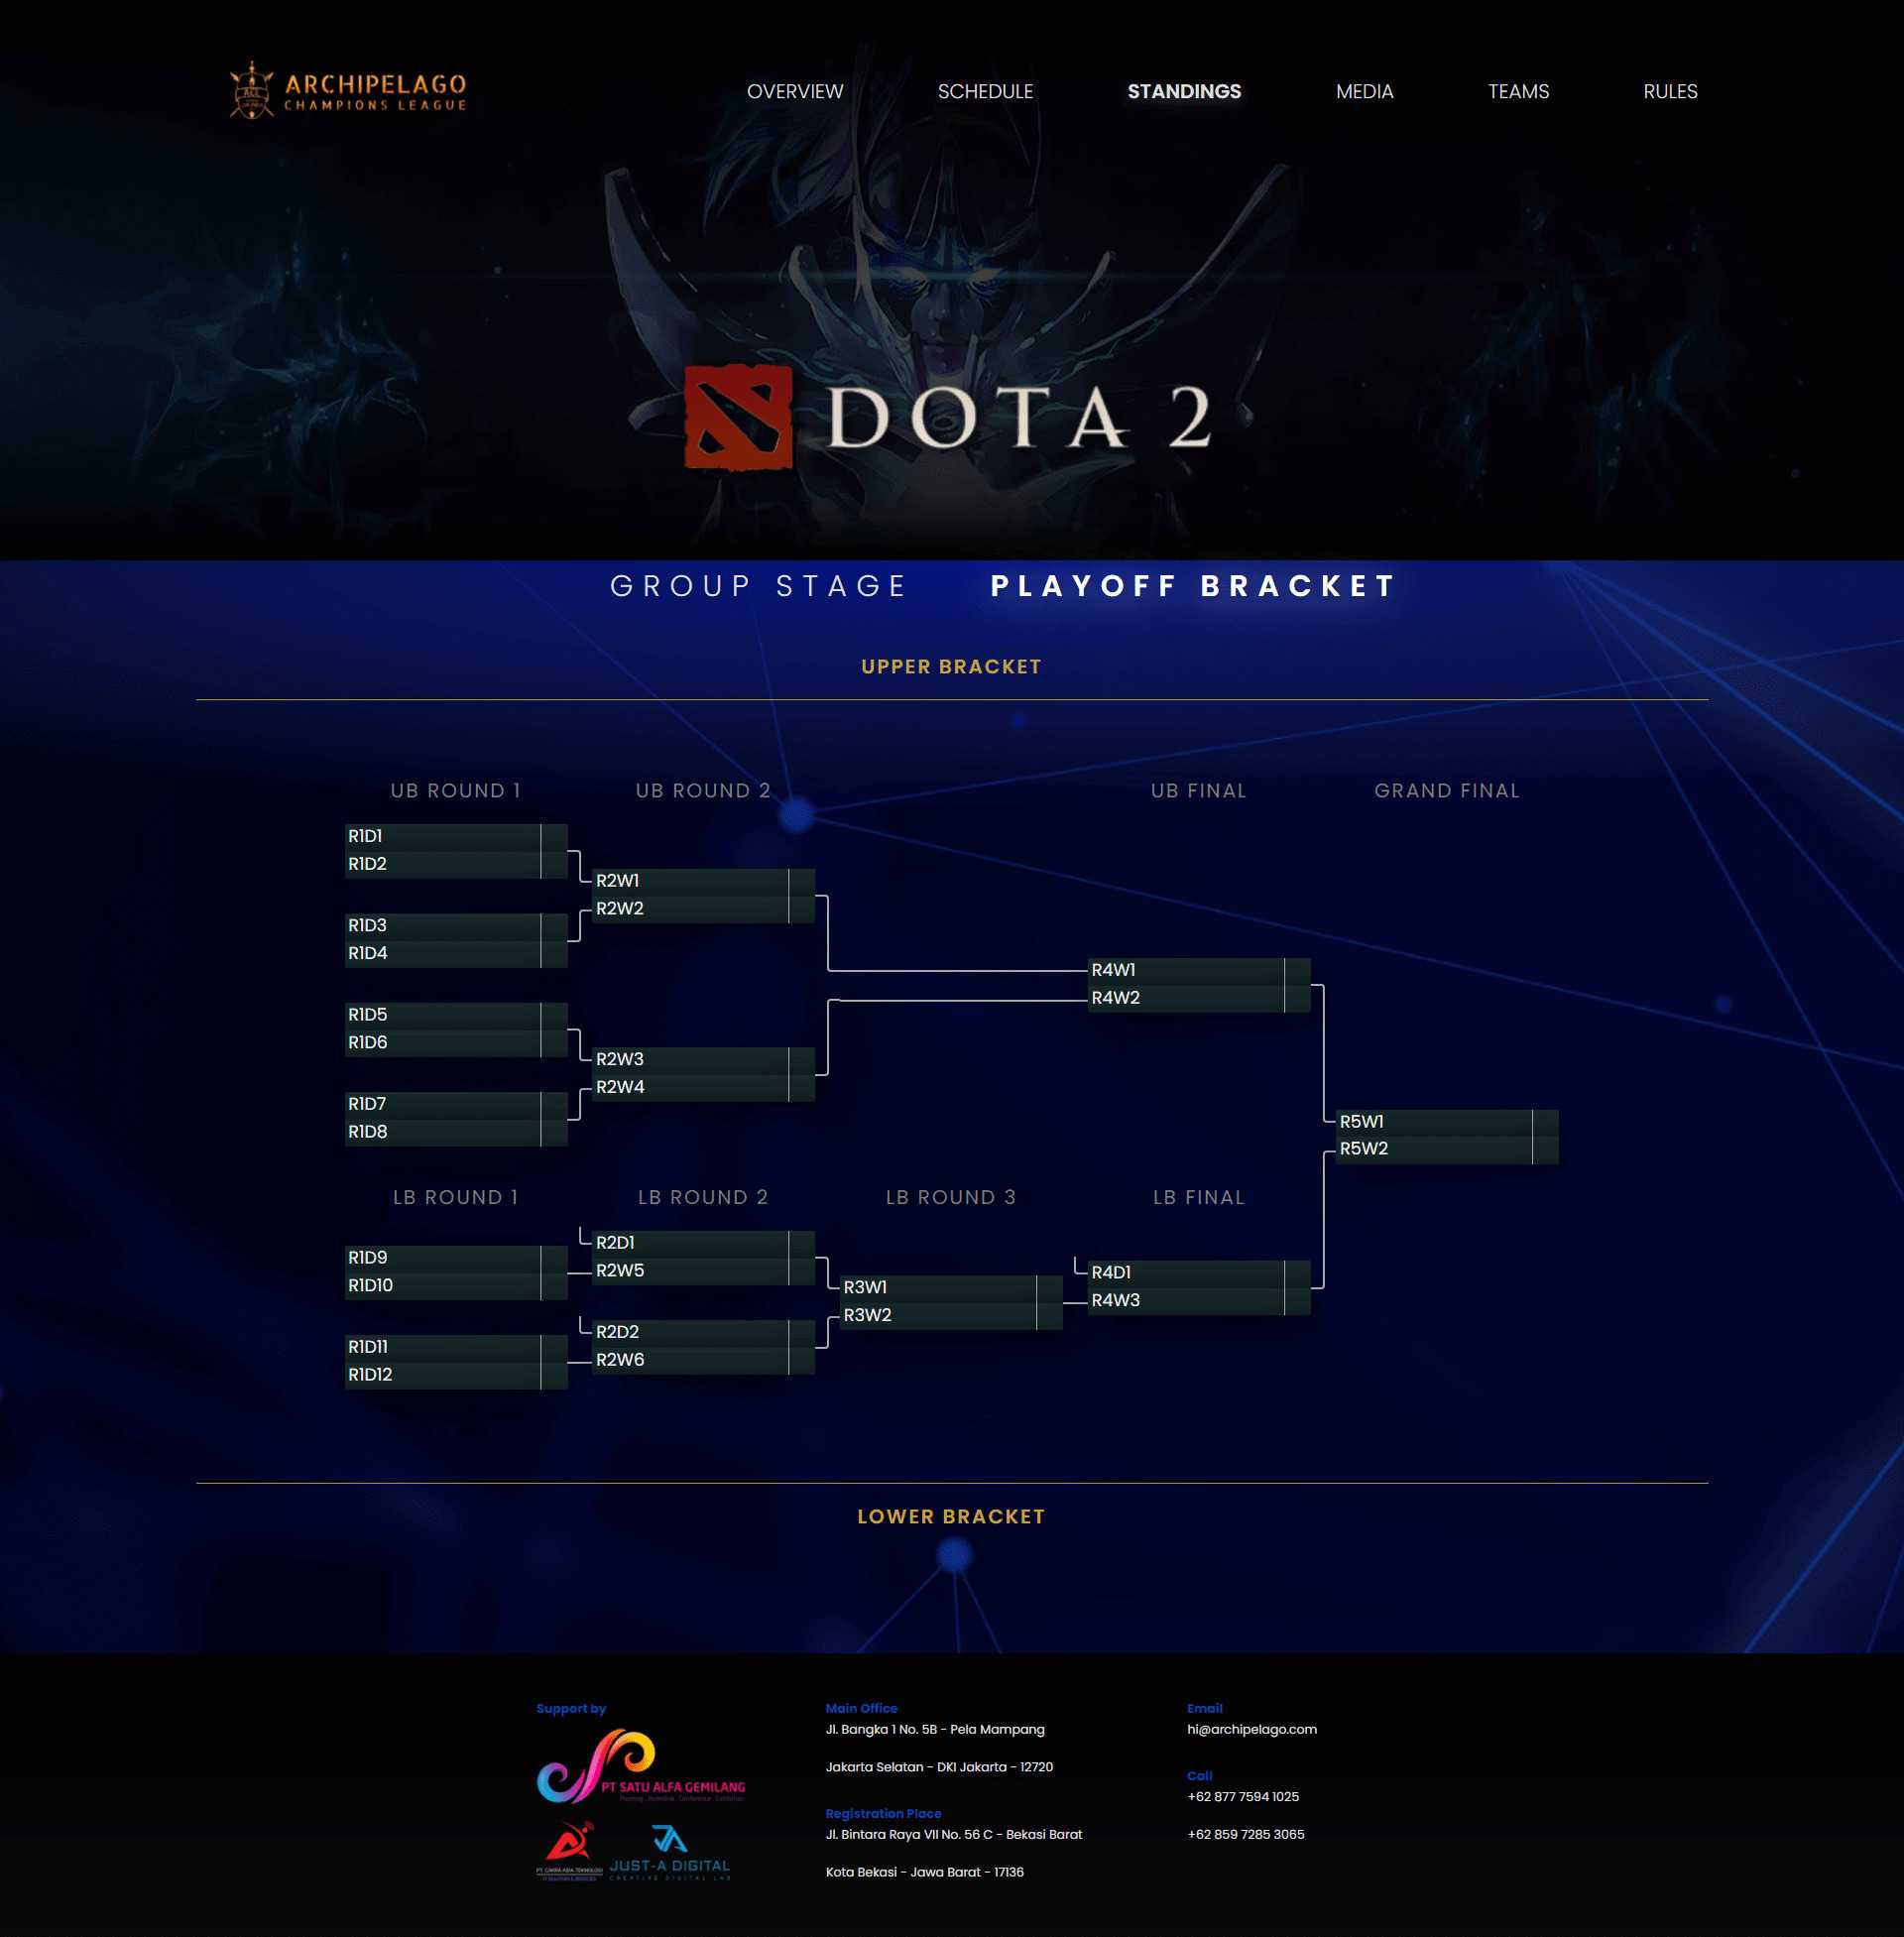 ARCHIPELAGO
CHAMPIONS LEAGUE
OVERVIEW
SCHEDULE
STANDINGS
MEDIA
TEAMS
RULES
DOTA 2
GROUP STAGE
PLAYOFF BRACKET
UPPER BRACKET
UB ROUND 1
UB ROUND 2
UB FINAL
GRAND FINAL
R1D1
R1D2
R1D3
R1D4
R1D5
R1D6
R1D7
R1D8
R2W1
R2W2
R2W3
R2W4
R4W1
R4W2
R5W1
R5W2
LB ROUND 1
LB ROUND 2
LB ROUND 3
LB FINAL
R1D9
R1D10
R1D11
R1D12
R2D1
R2W5
R2D2
R2W6
R3W1
R3W2
R4D1
R4W3
LOWER BRACKET
Support by
PT SATU ALFA GEMILANG
JUST-A DIGITAL
CREATIVE DIGITAL LAB
Main Office
Jl. Bangka 1 No. 5B - Pela Mampang
Jakarta Selatan - DKI Jakarta - 12720
Registration Place
Jl. Bintara Raya VII No. 56 C - Bekasi Barat
Kota Bekasi - Jawa Barat - 17136
Email
hi@archipelago.com
Call
+62 877 7594 1025
+62 859 7285 3065